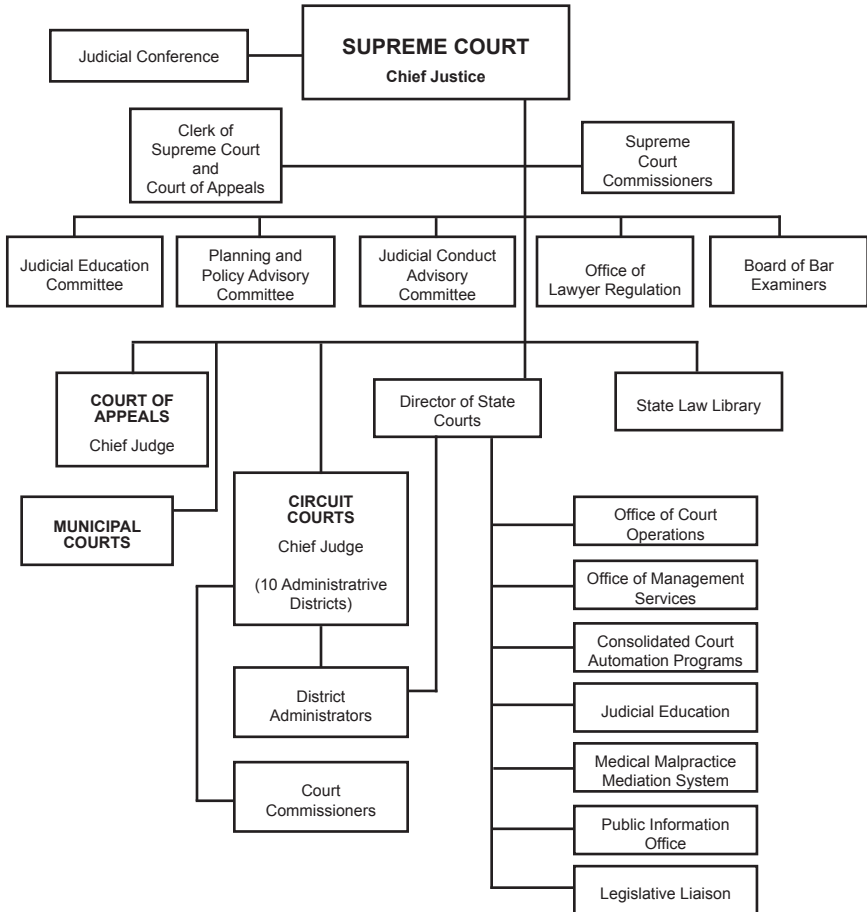 SUPREME COURT
Chief Justice
Judicial Conference
Clerk of
Supreme Court
and
Court of Appeals
Supreme
Court
Commissioners
Judicial Education
Committee
Planning and
Policy Advisory
Committee
Judicial Conduct
Advisory
Committee
Office of
Lawyer Regulation
Board of Bar
Examiners
COURT OF
APPEALS
Chief Judge
Director of State
Courts
State Law Library
MUNICIPAL
COURTS
CIRCUIT
COURTS
Chief Judge
(10 Administratrive
Districts)
District
Administrators
Court
Commissioners
Office of Court
Operations
Office of Management
Services
Consolidated Court
Automation Programs
Judicial Education
Medical Malpractice
Mediation System
Public Information
Office
Legislative Liaison